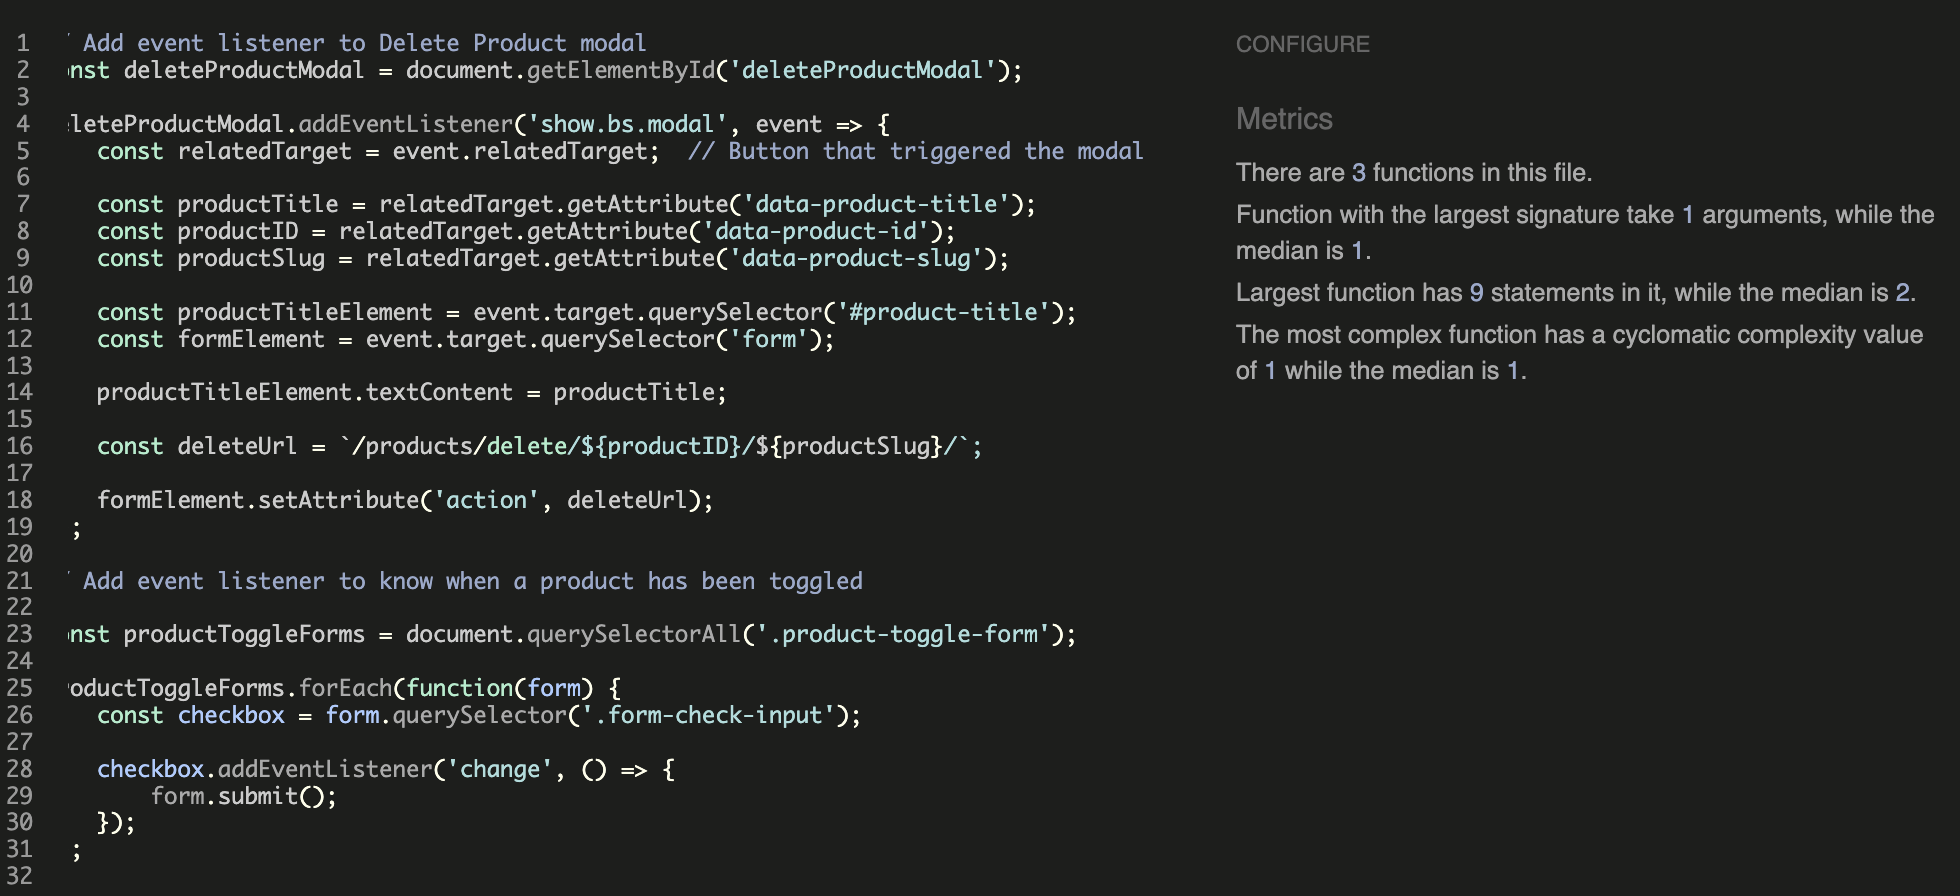 1 / Add event listener to Delete Product modal
2 nst deleteProductModal = document.getElementById('deleteProductModal');
3
4 leteProductModal.addEventListener('show.bs.modal', event => {
5 const relatedTarget = event.relatedTarget;  // Button that triggered the modal
6
7 const productTitle = relatedTarget.getAttribute('data-product-title');
8 const productID = relatedTarget.getAttribute('data-product-id');
9 const productSlug = relatedTarget.getAttribute('data-product-slug');
10
11 const productTitleElement = event.target.querySelector('#product-title');
12 const formElement = event.target.querySelector('form');
13
14 productTitleElement.textContent = productTitle;
15
16 const deleteUrl = `/products/delete/${productID}/${productSlug}/`;
17
18 formElement.setAttribute('action', deleteUrl);
19 ;
20
21 / Add event listener to know when a product has been toggled
22
23 nst productToggleForms = document.querySelectorAll('.product-toggle-form');
24
25 oductToggleForms.forEach(function(form) {
26 const checkbox = form.querySelector('.form-check-input');
27
28 checkbox.addEventListener('change', () => {
29 form.submit();
30 });
31 ;
32
CONFIGURE
Metrics
There are 3 functions in this file.
Function with the largest signature take 1 arguments, while the
median is 1.
Largest function has 9 statements in it, while the median is 2.
The most complex function has a cyclomatic complexity value
of 1 while the median is 1.